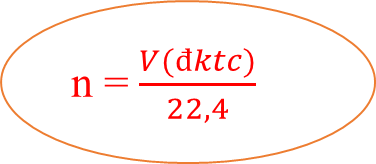 n = V(đktc)/22,4